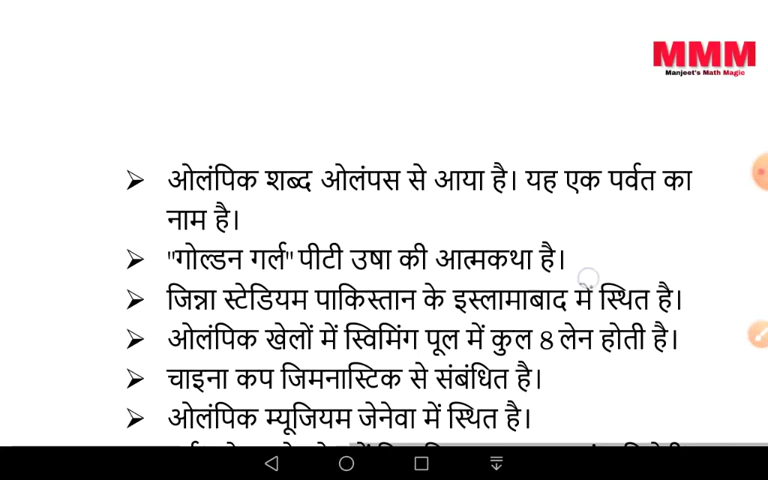 MMM
Manjeet's Math Magic
➢ ओलंपिक शब्द ओलंपस से आया है। यह एक पर्वत का
नाम है।
➢ "गोल्डन गर्ल" पीटी उषा की आत्मकथा है।
➢ जिन्ना स्टेडियम पाकिस्तान के इस्लामाबाद में स्थित है।
➢ ओलंपिक खेलों में स्विमिंग पूल में कुल 8 लेन होती है।
➢ चाइना कप जिमनास्टिक से संबंधित है।
➢ ओलंपिक म्यूजियम जेनेवा में स्थित है।